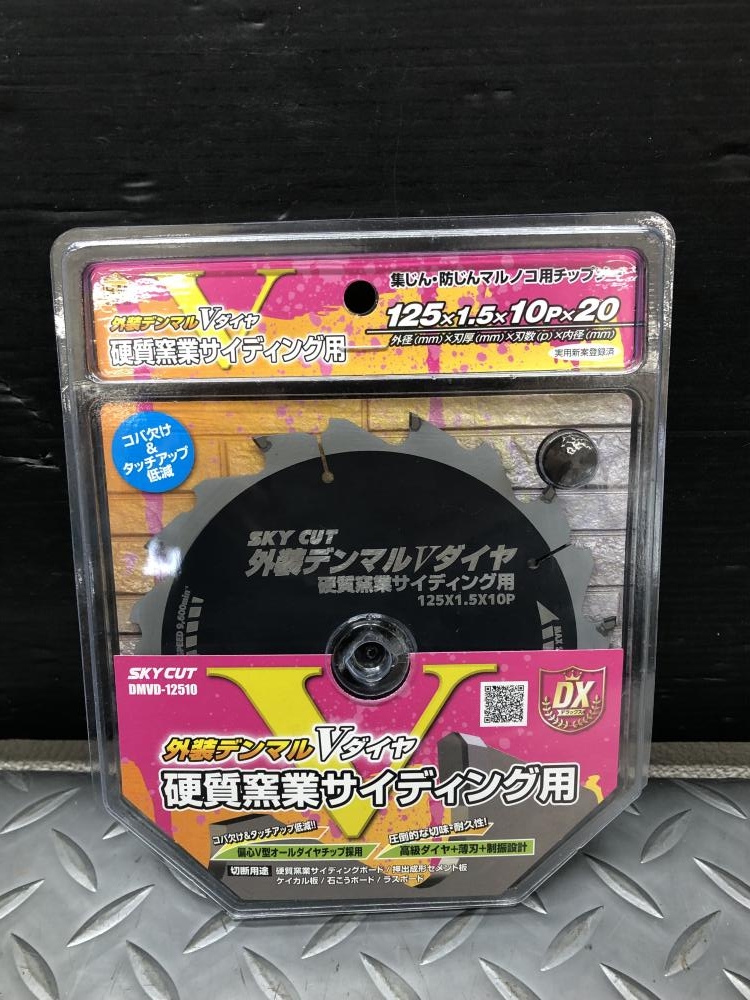 集じん・防じんマルノコ用チップソー
外装デンマルVダイヤ
硬質窯業サイディング用
125×1.5×10P×20
外径(mm)×刃厚(mm)×刃数(p)×内径(mm)
実用新案登録済
コバ欠け
&
タッチアップ
低減
SKY CUT
外装デンマルVダイヤ
硬質窯業サイディング用
125X1.5X10P
SPEED 9,600min
MAX
SKY CUT
DMVD-12510
DX
デラックス
外装デンマルVダイヤ
硬質窯業サイディング用
コバ欠け&タッチアップ低減!!
偏心V型オールダイヤチップ採用
圧倒的な切味・耐久性!
高級ダイヤ+薄刃+制振設計
切断用途
硬質窯業サイディングボード/押出成形セメント板
ケイカル板/石こうボード/ラスボード